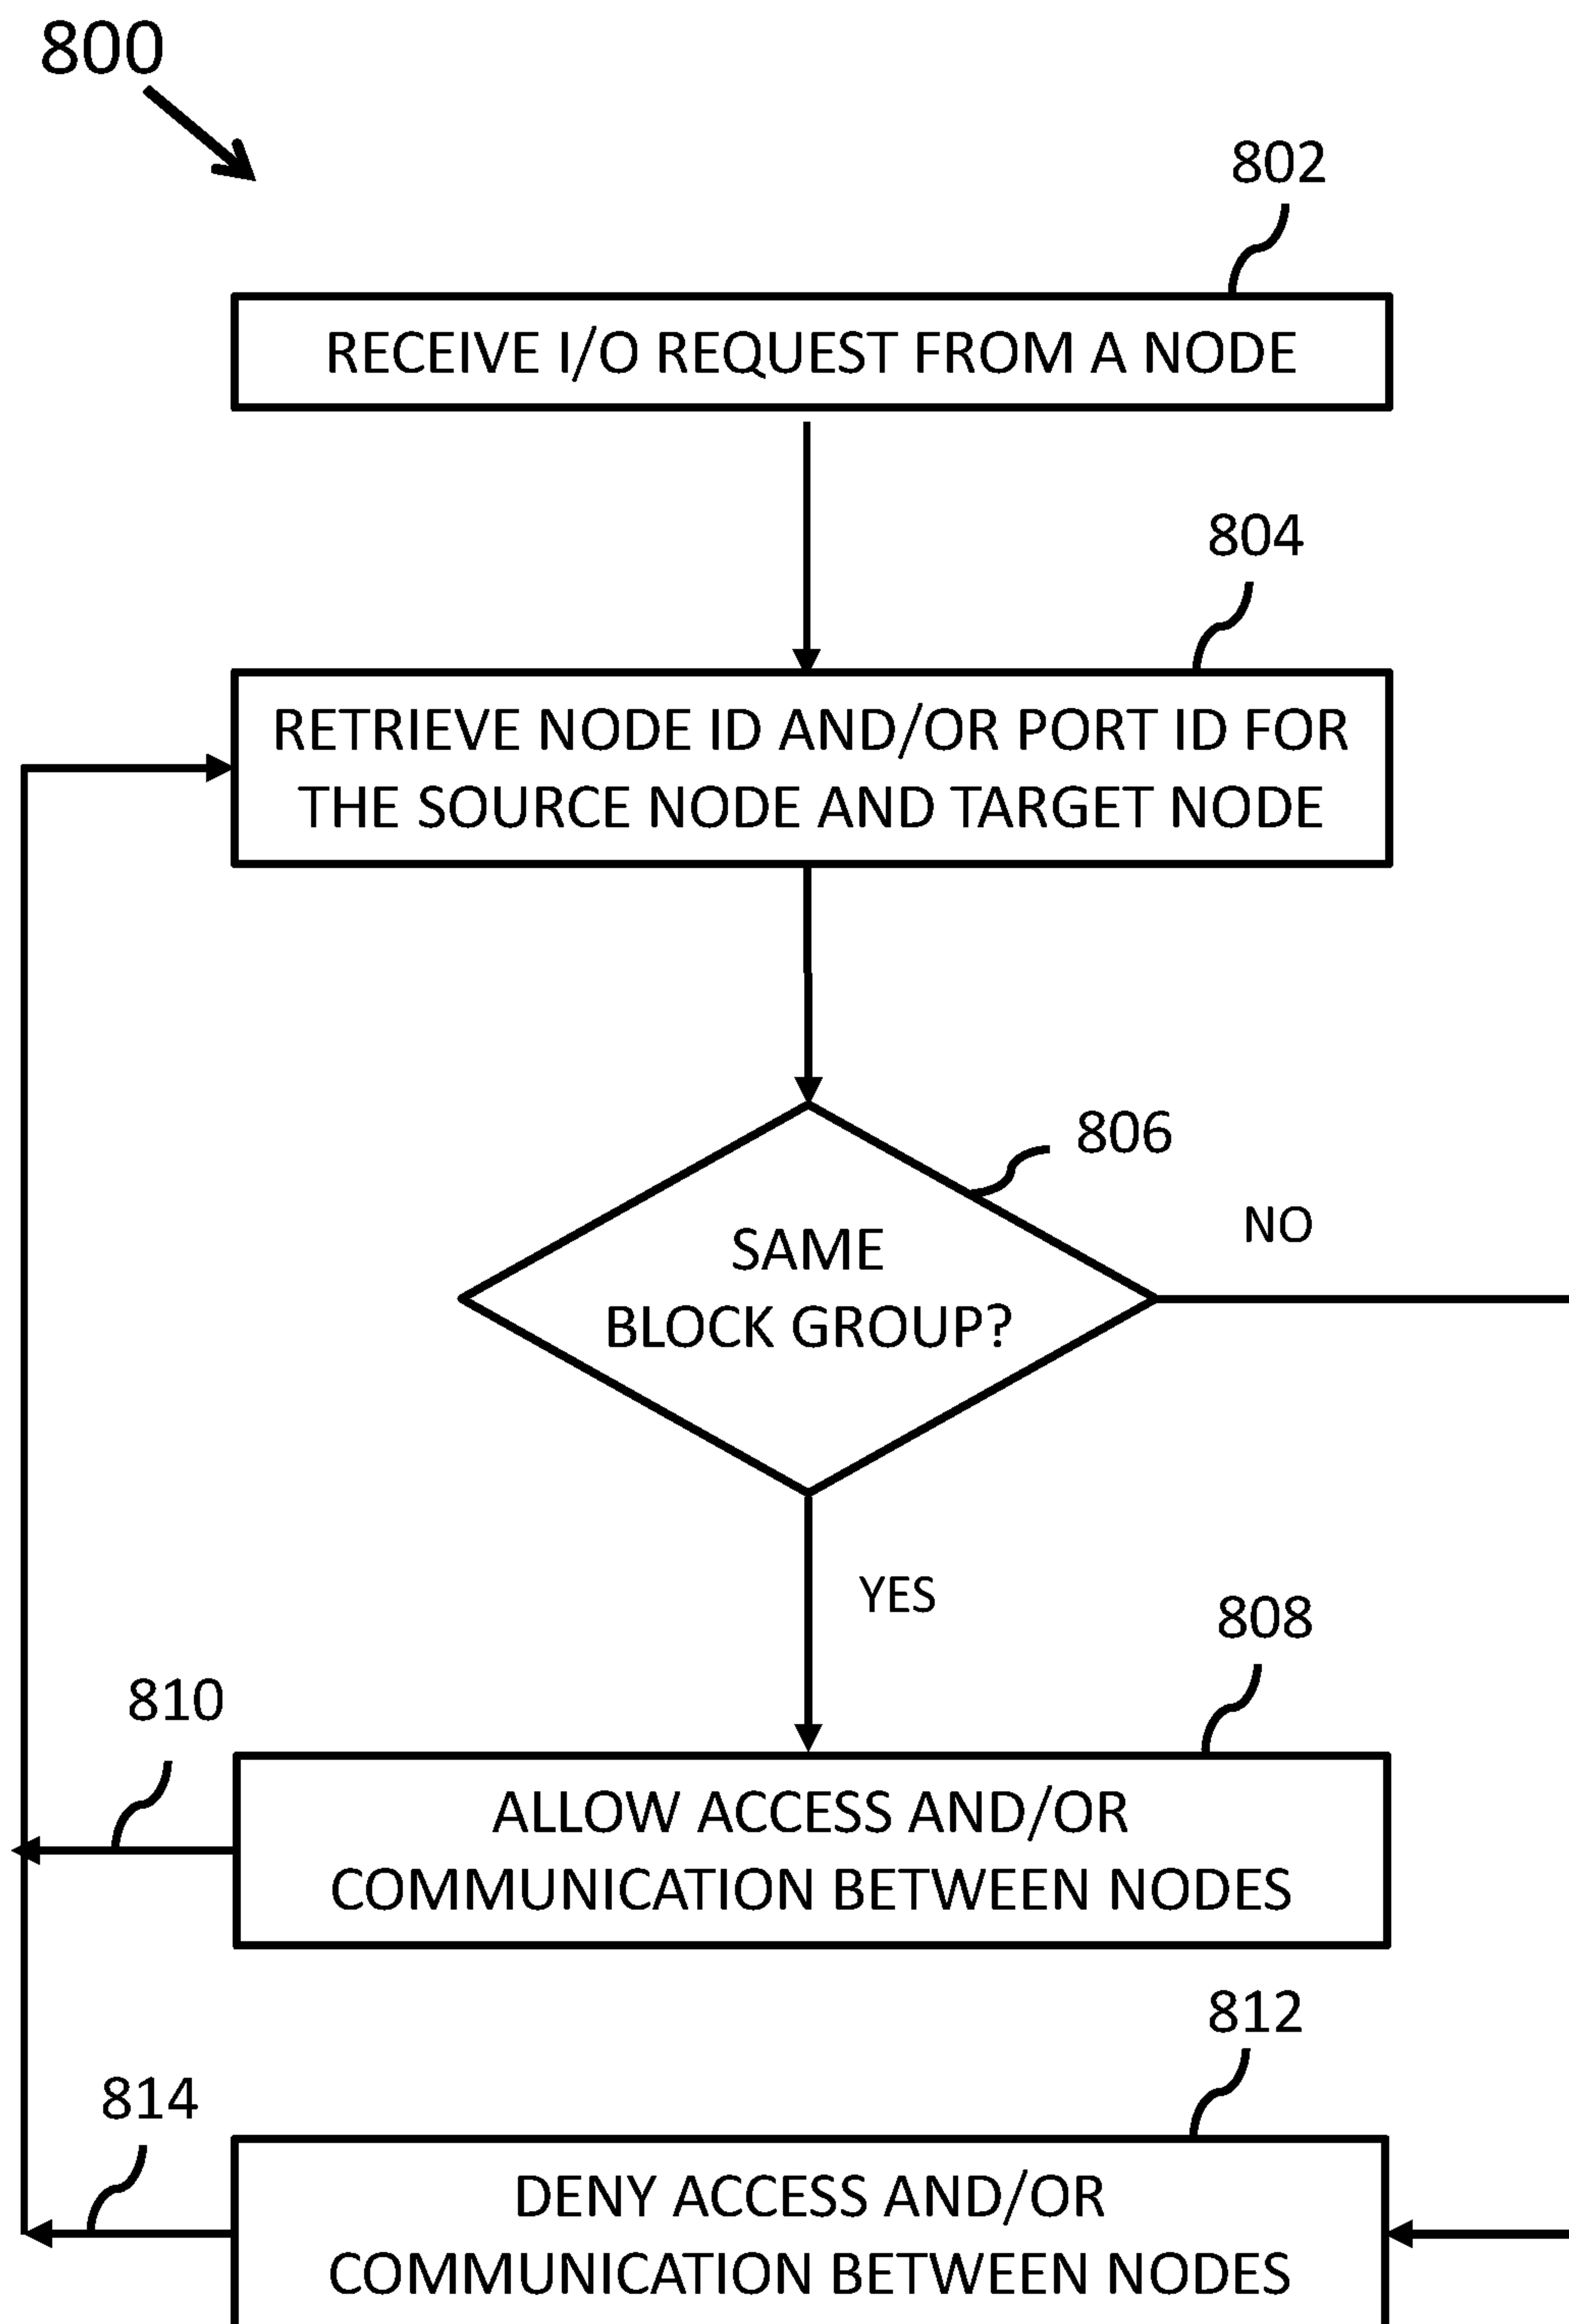 800
802
RECEIVE I/O REQUEST FROM A NODE
804
RETRIEVE NODE ID AND/OR PORT ID FOR
THE SOURCE NODE AND TARGET NODE
806
NO
SAME
BLOCK GROUP?
YES
808
810
ALLOW ACCESS AND/OR
COMMUNICATION BETWEEN NODES
812
814
DENY ACCESS AND/OR
COMMUNICATION BETWEEN NODES